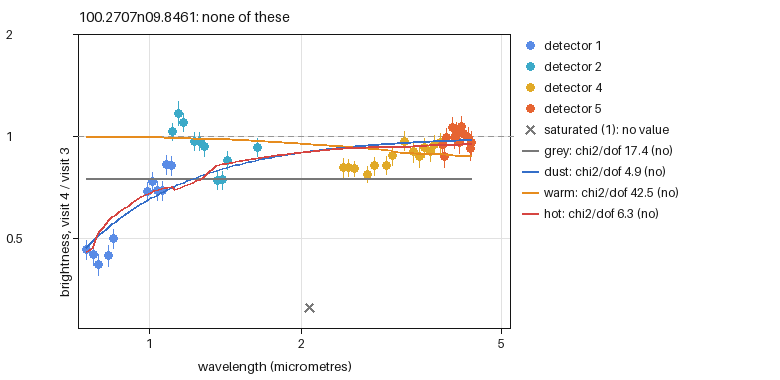 100.2707n09.8461: none of these
2
1
0.5
brightness, visit 4 / visit 3
1
2
5
wavelength (micrometres)
detector 1
detector 2
detector 4
detector 5
saturated (1): no value
grey: chi2/dof 17.4 (no)
dust: chi2/dof 4.9 (no)
warm: chi2/dof 42.5 (no)
hot: chi2/dof 6.3 (no)